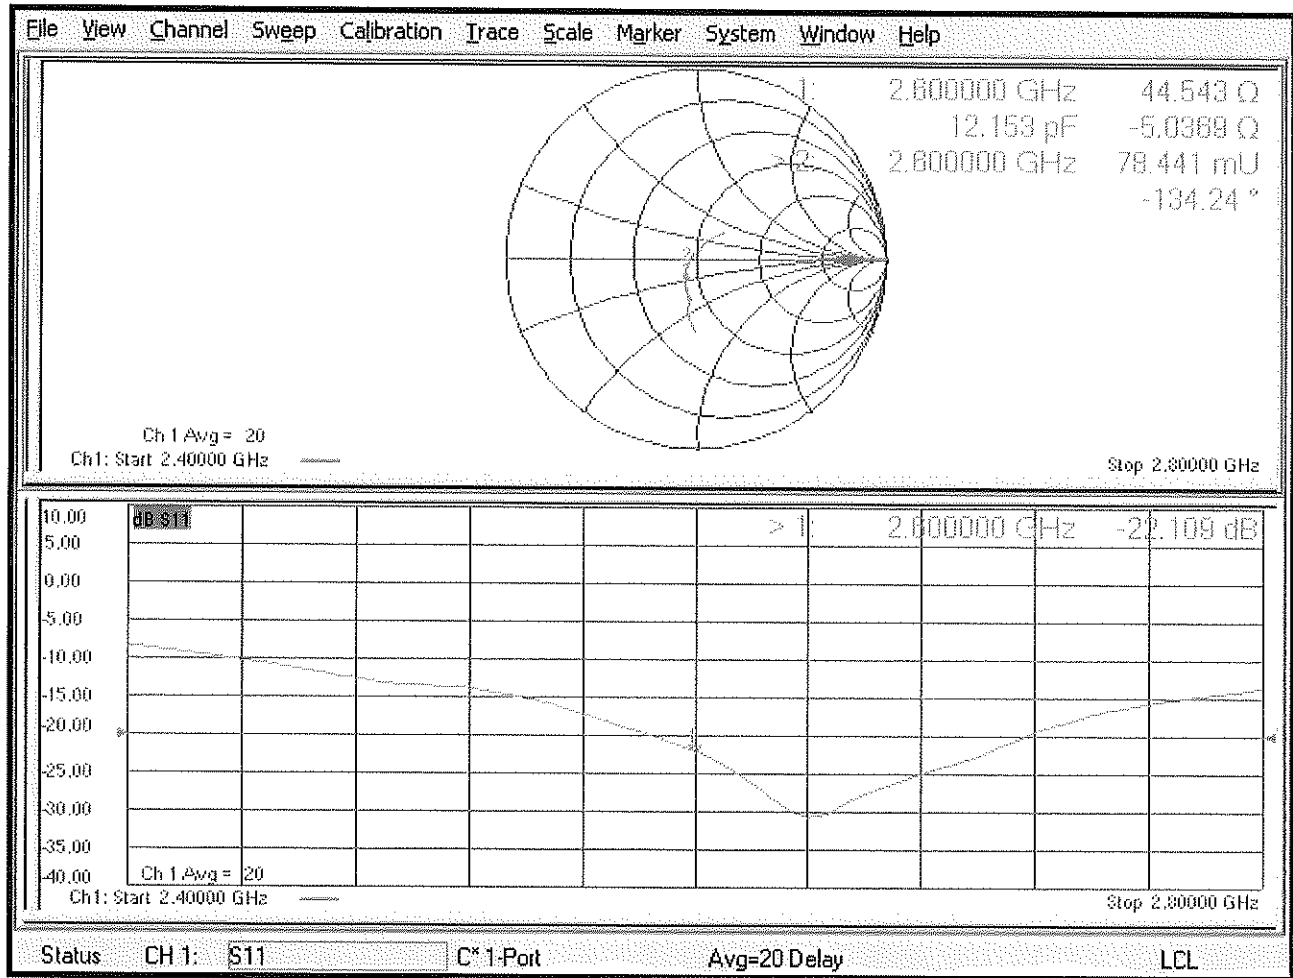 File View Channel Sweep Calibration Trace Scale Marker System Window Help
1: 2.600000 GHz 44.543 Ω
12.153 pF -5.0369 Ω
> 2: 2.600000 GHz 78.441 mU
-134.24 °
Ch 1 Avg = 20
Ch1: Start 2.40000 GHz
Stop 2.80000 GHz
10.00 dB S11
> 1: 2.600000 GHz -22.109 dB
5.00
0.00
-5.00
-10.00
-15.00
-20.00
-25.00
-30.00
-35.00
-40.00
Ch 1 Avg = 20
Ch1: Start 2.40000 GHz
Stop 2.80000 GHz
Status CH 1: S11 C* 1-Port Avg=20 Delay LCL